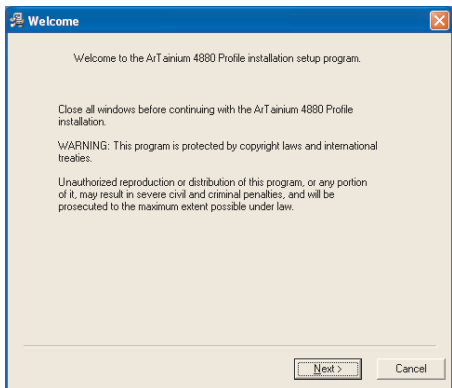 Welcome
Welcome to the ArTainium 4880 Profile installation setup program.
Close all windows before continuing with the ArTainium 4880 Profile
installation.
WARNING: This program is protected by copyright laws and international
treaties.
Unauthorized reproduction or distribution of this program, or any portion
of it, may result in severe civil and criminal penalties, and will be
prosecuted to the maximum extent possible under law.
Next >
Cancel